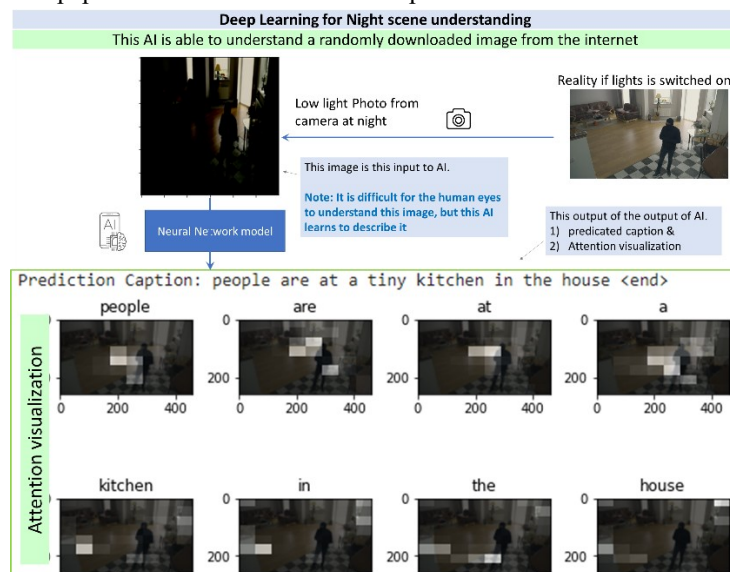 Deep Learning for Night scene understanding
This AI is able to understand a randomly downloaded image from the internet
Low light Photo from
camera at night
Reality if lights is switched on
This image is this input to AI.
Note: It is difficult for the human eyes
to understand this image, but this AI
learns to describe it
AI
Neural Network model
This output of the output of AI.
1) predicated caption &
2) Attention visualization
Prediction Caption: people are at a tiny kitchen in the house <end>
Attention visualization
people are at a
0 0 0 0
200 200 200 200
0 200 400 0 200 400 0 200 400 0 200 400
kitchen in the house
0 0 0 0
200 200 200 200